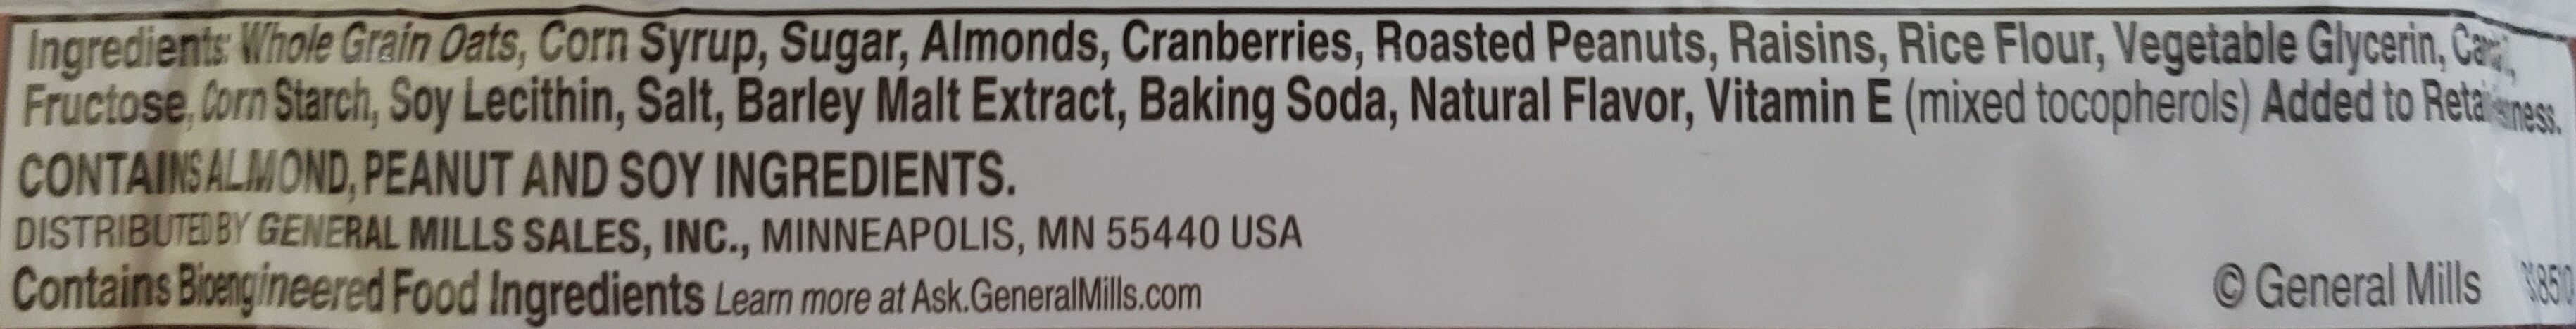 Ingredients: Whole Grain Oats, Corn Syrup, Sugar, Almonds, Cranberries, Roasted Peanuts, Raisins, Rice Flour, Vegetable Glycerin,
Fructose, Corn Starch, Soy Lecithin, Salt, Barley Malt Extract, Baking Soda, Natural Flavor, Vitamin E (mixed tocopherols) Added to
CONTAINS ALMOND, PEANUT AND SOY INGREDIENTS.
DISTRIBUTED BY GENERAL MILLS SALES, INC., MINNEAPOLIS, MN 55440 USA
Contains Bioengineered Food Ingredients Learn more at Ask.GeneralMills.com
© General Mills